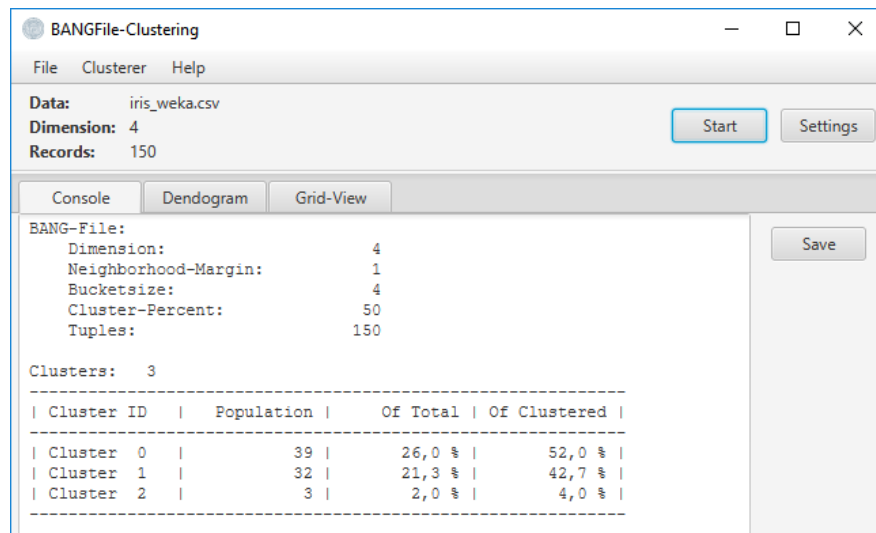 BANGFile-Clustering
File Clusterer Help
Data: iris_weka.csv
Dimension: 4
Records: 150
Start Settings
Console Dendogram Grid-View
Save
BANG-File:
Dimension: 4
Neighborhood-Margin: 1
Bucketsize: 4
Cluster-Percent: 50
Tuples: 150
Clusters: 3
---------------------------------------------------------------
| Cluster ID | Population | Of Total | Of Clustered |
---------------------------------------------------------------
| Cluster 0 | 39 | 26,0 % | 52,0 % |
| Cluster 1 | 32 | 21,3 % | 42,7 % |
| Cluster 2 | 3 | 2,0 % | 4,0 % |
---------------------------------------------------------------